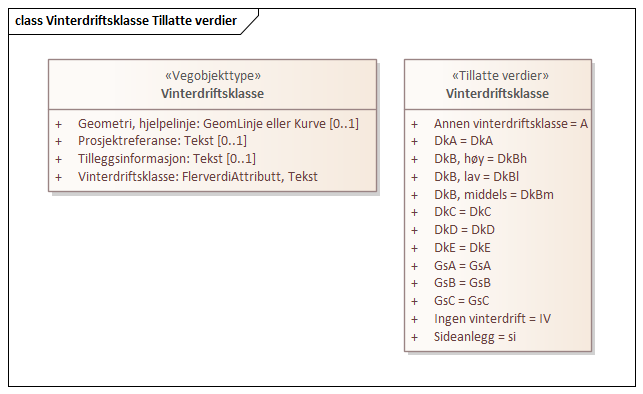 class Vinterdriftsklasse Tillatte verdier
«Vegobjekttype»
Vinterdriftsklasse
+ Geometri, hjelpelinje: GeomLinje eller Kurve [0..1]
+ Prosjektreferanse: Tekst [0..1]
+ Tilleggsinformasjon: Tekst [0..1]
+ Vinterdriftsklasse: FlerverdiAttributt, Tekst
«Tillatte verdier»
Vinterdriftsklasse
+ Annen vinterdriftsklasse = A
+ DkA = DkA
+ DkB, høy = DkBh
+ DkB, lav = DkBl
+ DkB, middels = DkBm
+ DkC = DkC
+ DkD = DkD
+ DkE = DkE
+ GsA = GsA
+ GsB = GsB
+ GsC = GsC
+ Ingen vinterdrift = IV
+ Sideanlegg = si